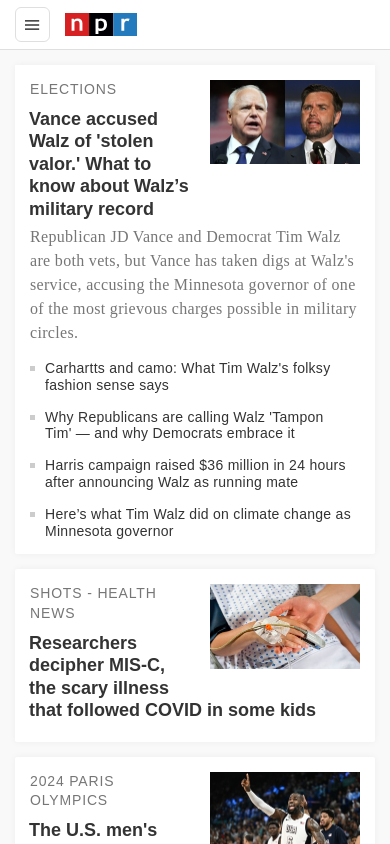 npr
ELECTIONS
Vance accused
Walz of 'stolen
valor.' What to
know about Walz’s
military record
Republican JD Vance and Democrat Tim Walz
are both vets, but Vance has taken digs at Walz's
service, accusing the Minnesota governor of one
of the most grievous charges possible in military
circles.
Carhartts and camo: What Tim Walz's folksy
fashion sense says
Why Republicans are calling Walz 'Tampon
Tim' — and why Democrats embrace it
Harris campaign raised $36 million in 24 hours
after announcing Walz as running mate
Here’s what Tim Walz did on climate change as
Minnesota governor
SHOTS - HEALTH
NEWS
Researchers
decipher MIS-C,
the scary illness
that followed COVID in some kids
2024 PARIS
OLYMPICS
The U.S. men's